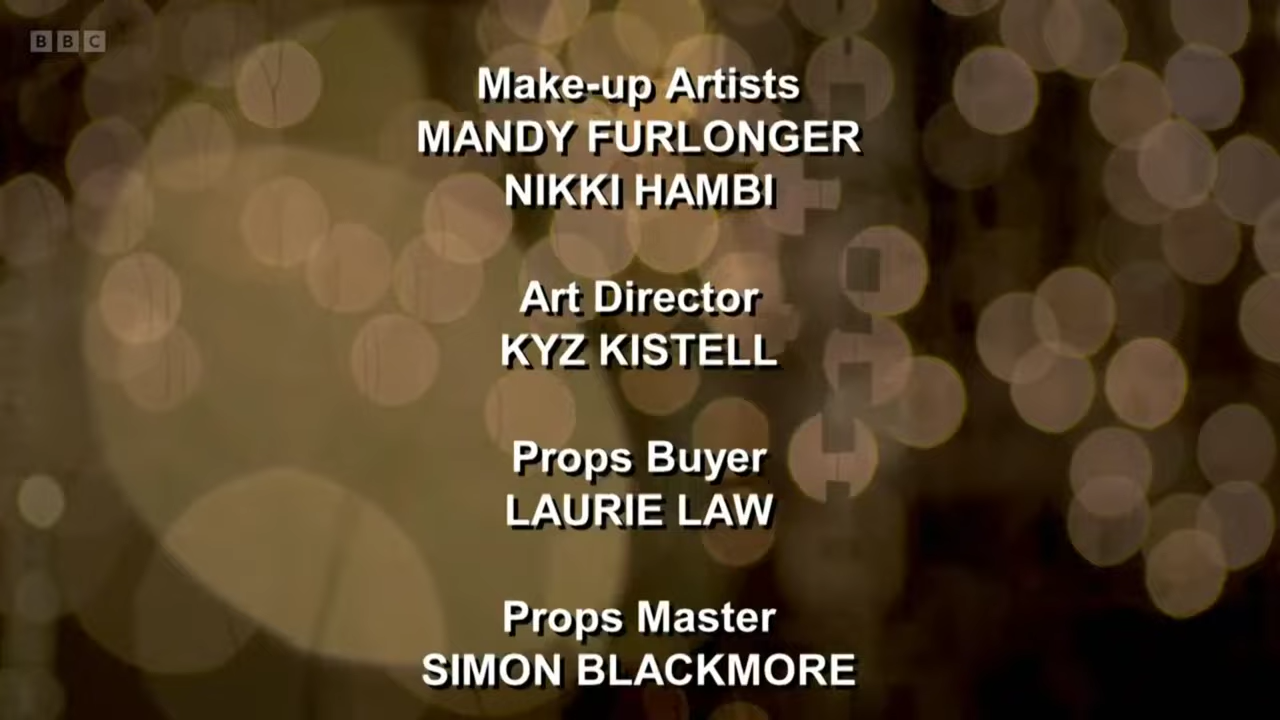 BBC
Make-up Artists
MANDY FURLONGER
NIKKI HAMBI
Art Director
KYZ KISTELL
Props Buyer
LAURIE LAW
Props Master
SIMON BLACKMORE